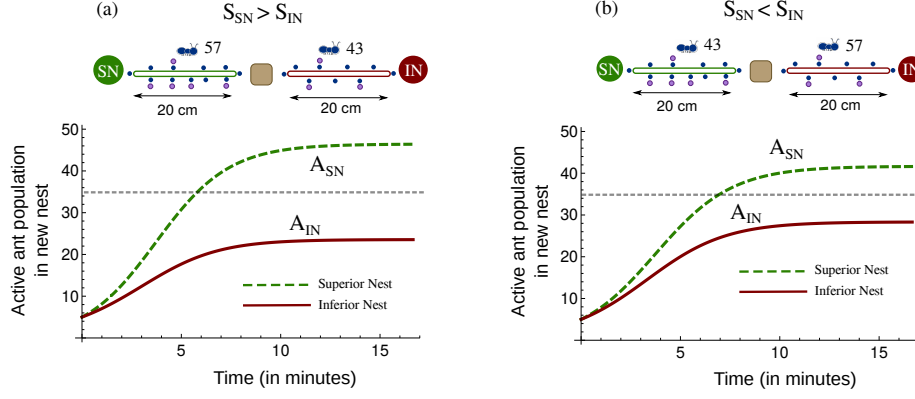 (a)
S_SN > S_IN
SN
57
43
IN
20 cm
20 cm
50
40
30
20
10
A_SN
A_IN
Superior Nest
Inferior Nest
5
10
15
Active ant population
in new nest
Time (in minutes)
(b)
S_SN < S_IN
SN
43
57
IN
20 cm
20 cm
50
40
30
20
10
A_SN
A_IN
Superior Nest
Inferior Nest
5
10
15
Active ant population
in new nest
Time (in minutes)